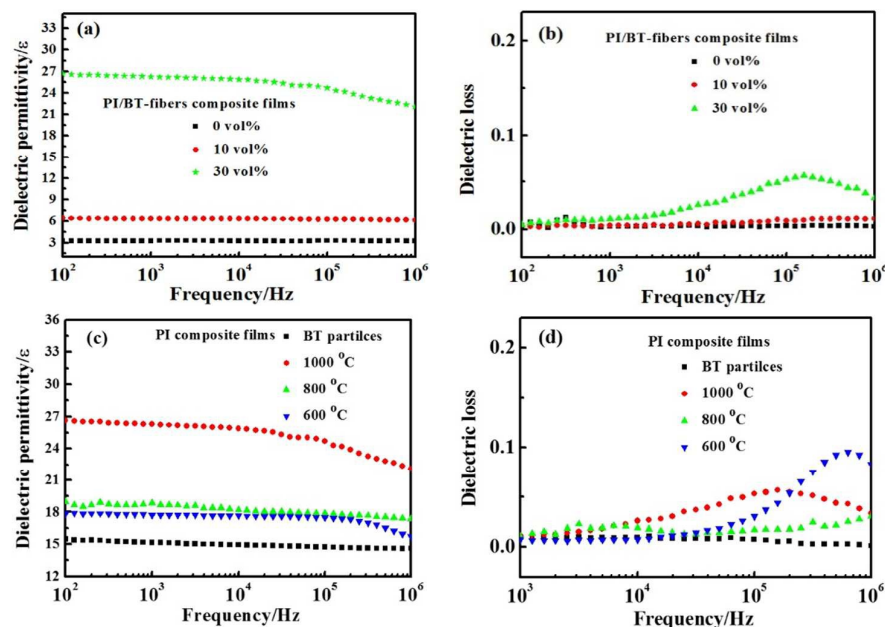 (a)
Dielectric permittivity/ε
36
33
30
27
24
21
18
15
12
9
6
3
PI/BT-fibers composite films
0 vol%
10 vol%
30 vol%
10² 10³ 10⁴ 10⁵ 10⁶
Frequency/Hz
(b)
Dielectric loss
0.2
0.1
0.0
PI/BT-fibers composite films
0 vol%
10 vol%
30 vol%
10² 10³ 10⁴ 10⁵ 10⁶
Frequency/Hz
(c)
Dielectric permittivity/ε
36
33
30
27
24
21
18
15
12
PI composite films
BT partilces
1000 °C
800 °C
600 °C
10² 10³ 10⁴ 10⁵ 10⁶
Frequency/Hz
(d)
Dielectric loss
0.2
0.1
0.0
PI composite films
BT partilces
1000 °C
800 °C
600 °C
10³ 10⁴ 10⁵ 10⁶
Frequency/Hz